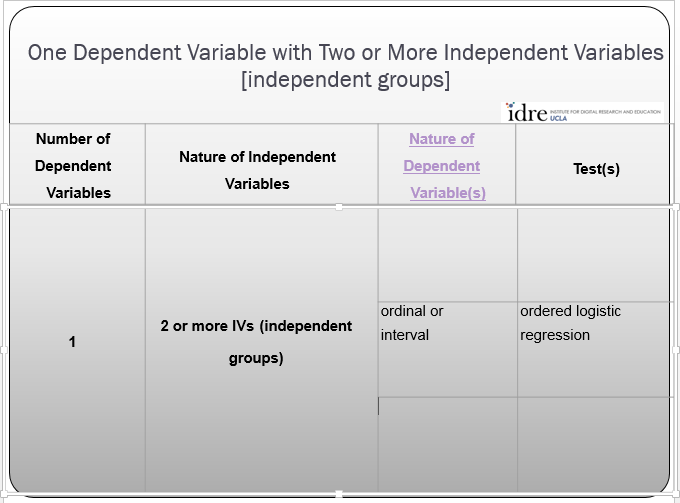 One Dependent Variable with Two or More Independent Variables
[independent groups]
idre INSTITUTE FOR DIGITAL RESEARCH AND EDUCATION
UCLA
Number of
Dependent
Variables
Nature of Independent
Variables
Nature of
Dependent
Variable(s)
Test(s)
1
2 or more IVs (independent
groups)
ordinal or
interval
ordered logistic
regression